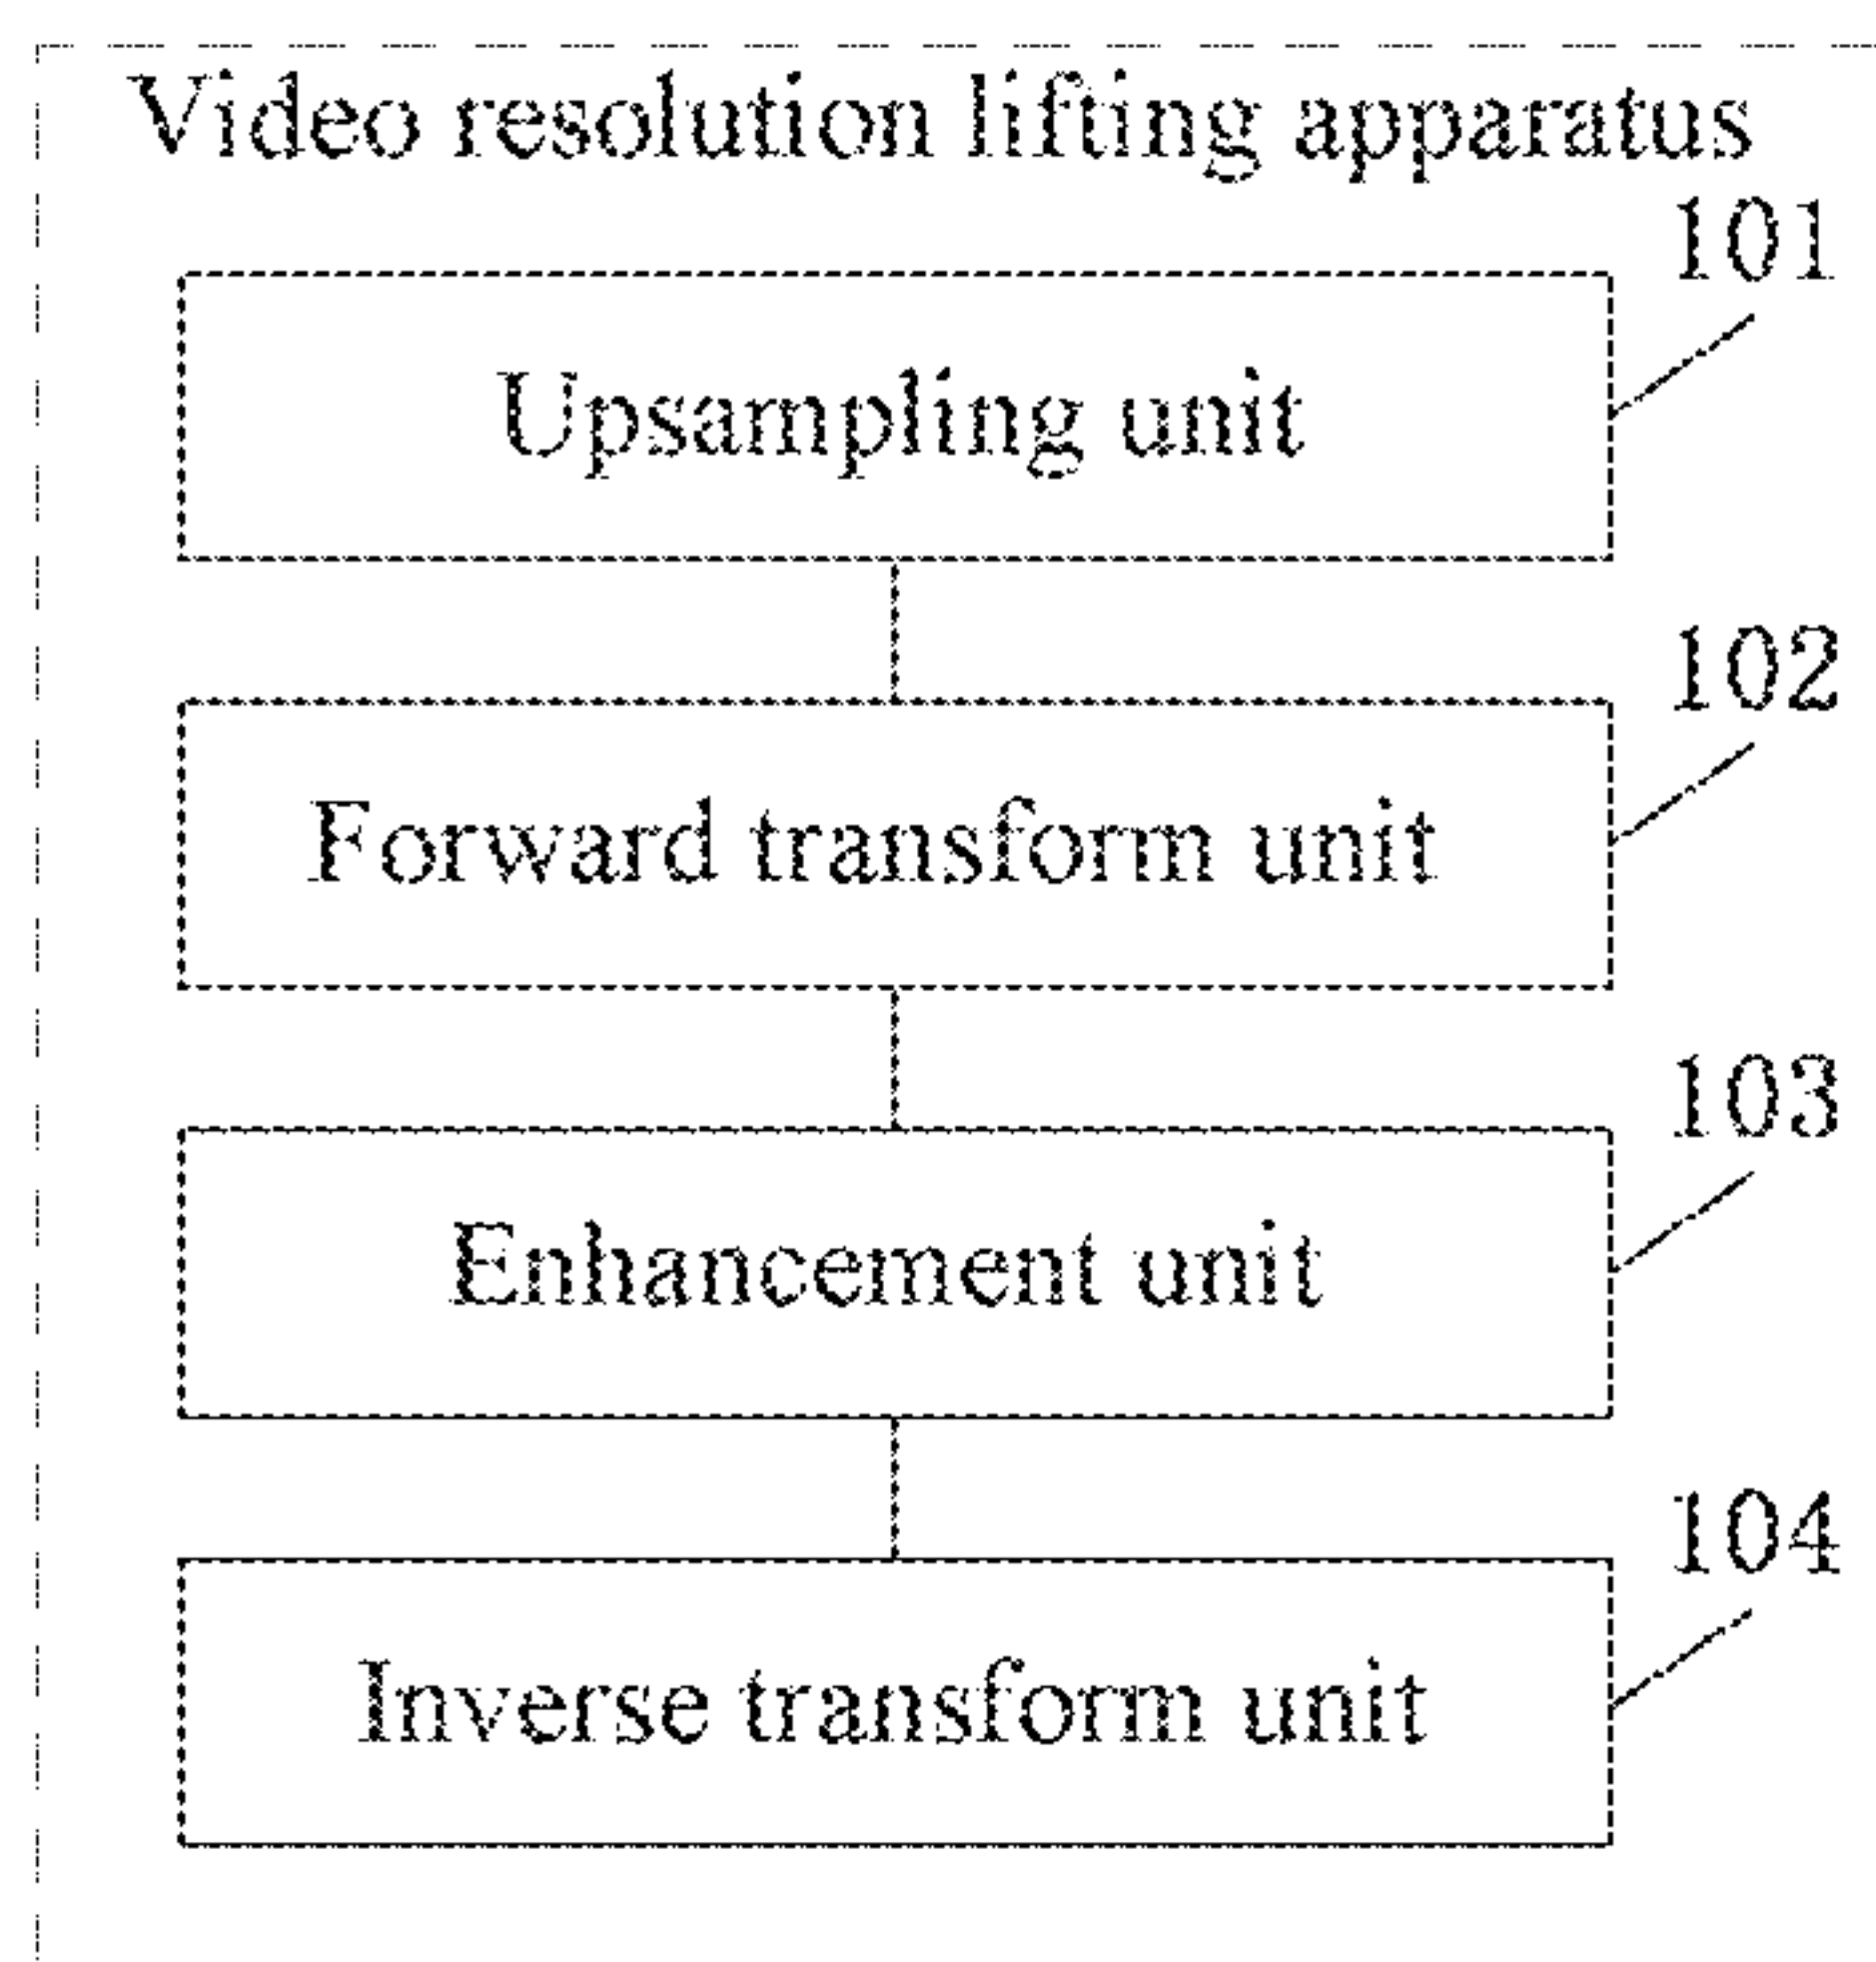 Video resolution lifting apparatus
101
Upsampling unit
102
Forward transform unit
103
Enhancement unit
104
Inverse transform unit